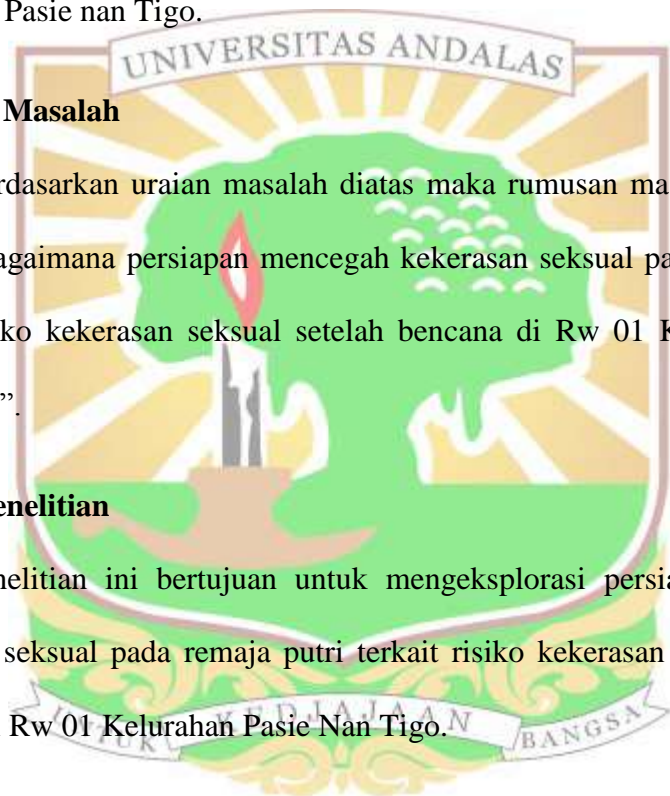 Pasie nan Tigo.
UNIVERSITAS ANDALAS
Masalah
rdasarkan uraian masalah diatas maka rumusan ma
agaimana persiapan mencegah kekerasan seksual pa
ko kekerasan seksual setelah bencana di Rw 01 K
”.
enelitian
nelitian ini bertujuan untuk mengeksplorasi persia
seksual pada remaja putri terkait risiko kekerasan
Rw 01 Kelurahan Pasie Nan Tigo.
UNTUK KEDJAJAAN BANGSA